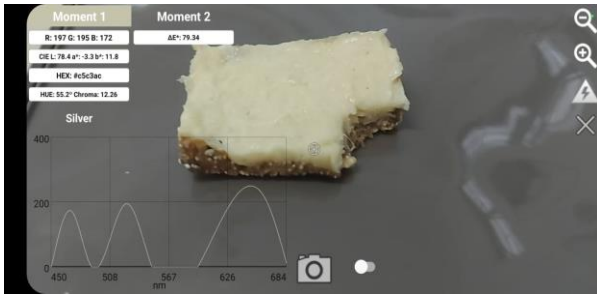 Moment 1
Moment 2
R: 197 G: 195 B: 172
ΔE*: 79.34
CIE L: 78.4 a*: -3.3 b*: 11.8
HEX: #c5c3ac
HUE: 55.2° Chroma: 12.26
Silver
400
200
0
450 508 567 626 684
nm